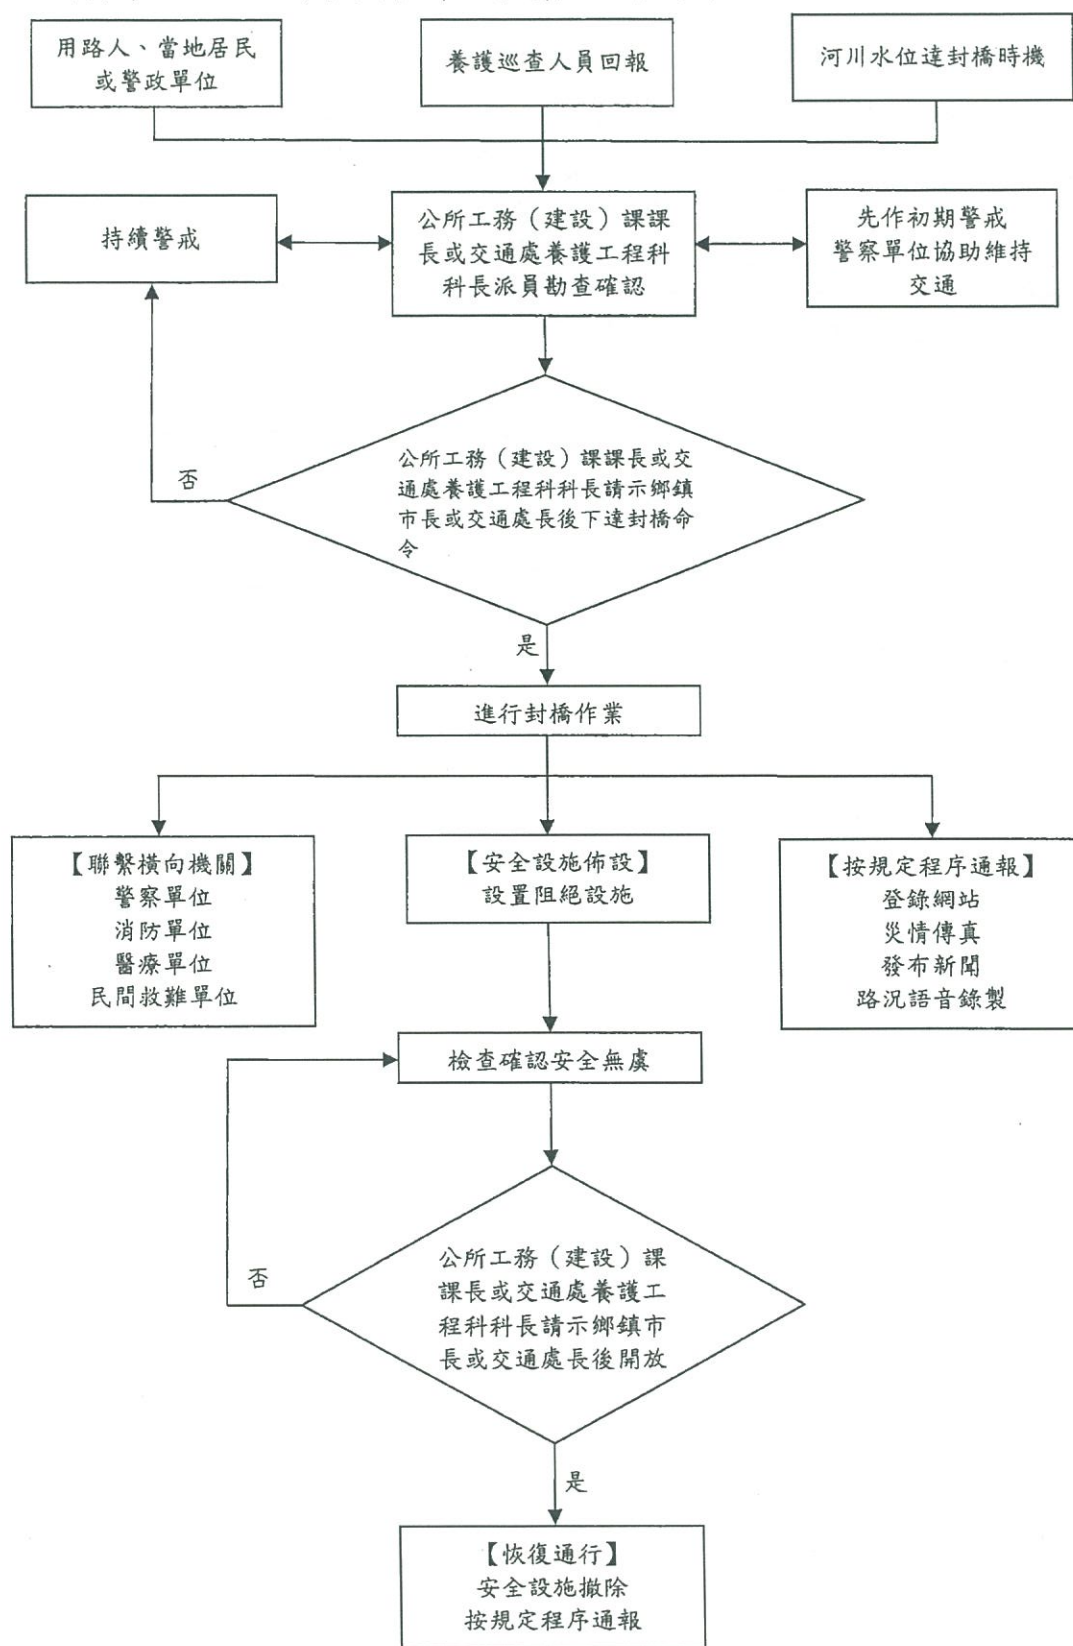 用路人、當地居民
或警政單位
養護巡查人員回報
河川水位達封橋時機
持續警戒
公所工務（建設）課課
長或交通處養護工程科
科長派員勘查確認
先作初期警戒
警察單位協助維持
交通
公所工務（建設）課課長或交
通處養護工程科科長請示鄉鎮
市長或交通處長後下達封橋命
令
否
是
進行封橋作業
【聯繫橫向機關】
警察單位
消防單位
醫療單位
民間救難單位
【安全設施佈設】
設置阻絕設施
【按規定程序通報】
登錄網站
災情傳真
發布新聞
路況語音錄製
檢查確認安全無虞
公所工務（建設）課
課長或交通處養護工
程科科長請示鄉鎮市
長或交通處長後開放
否
是
【恢復通行】
安全設施撤除
按規定程序通報